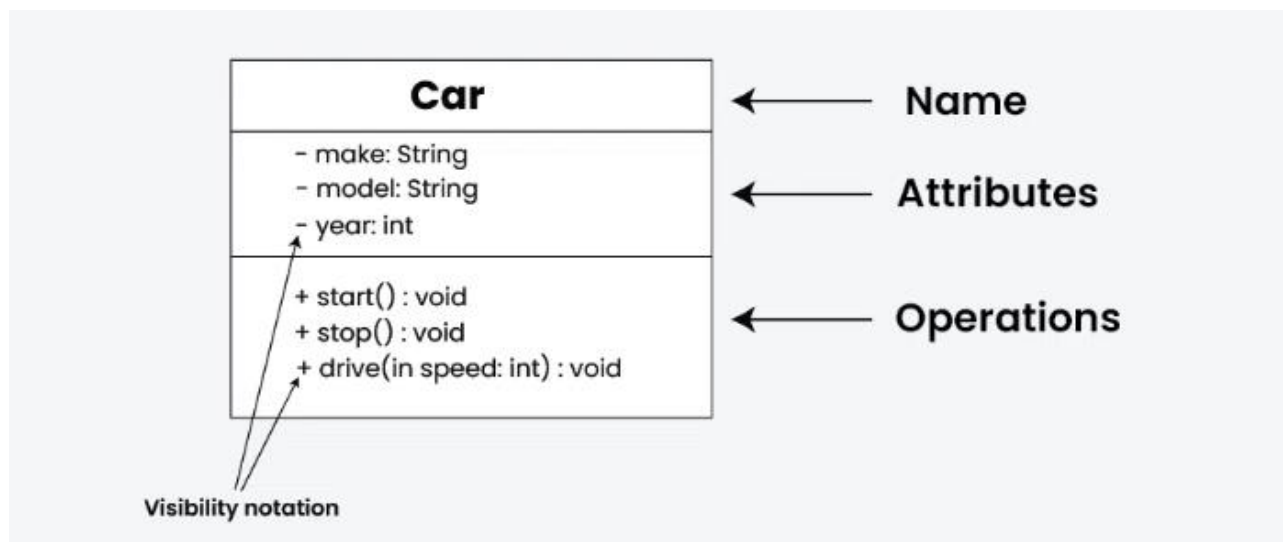 Car
Name
- make: String
- model: String
- year: int
Attributes
+ start() : void
+ stop() : void
+ drive(in speed: int) : void
Operations
Visibility notation